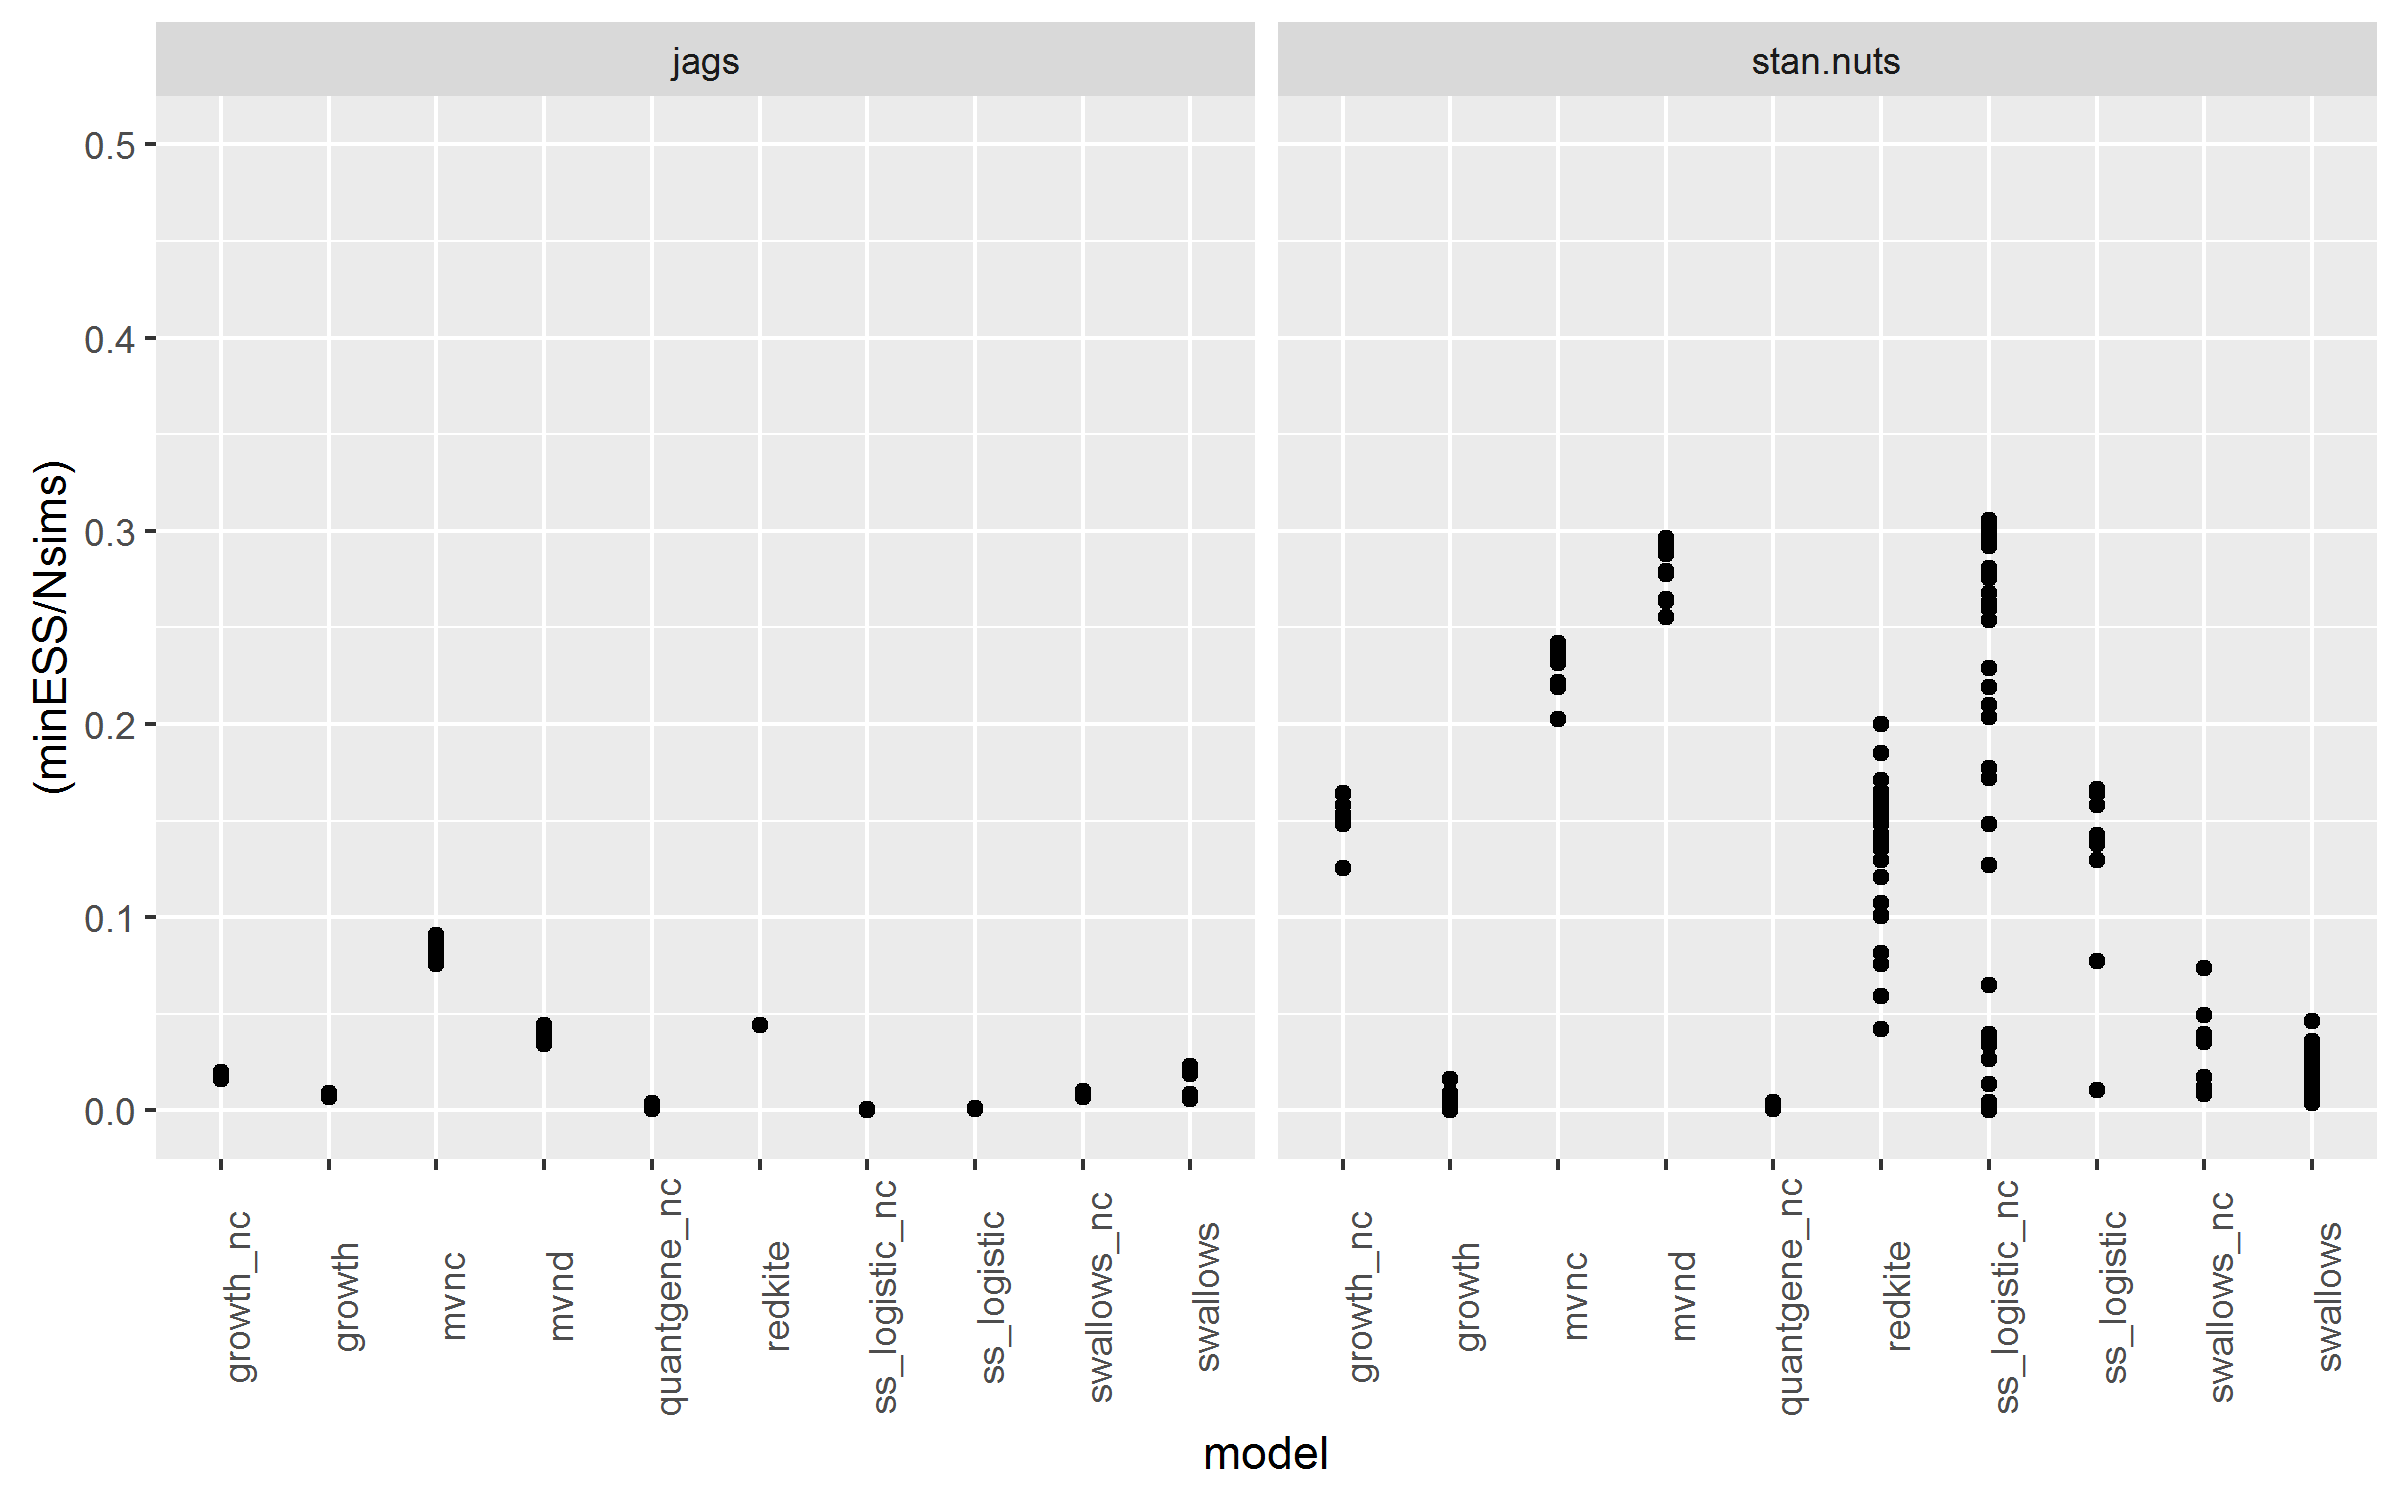 jags
stan.nuts
0.5
0.4
0.3
0.2
0.1
0.0
(minESS/Nsims)
growth_nc
growth
mvnc
mvnd
quantgene_nc
redkite
ss_logistic_nc
ss_logistic
swallows_nc
swallows
growth_nc
growth
mvnc
mvnd
quantgene_nc
redkite
ss_logistic_nc
ss_logistic
swallows_nc
swallows
model